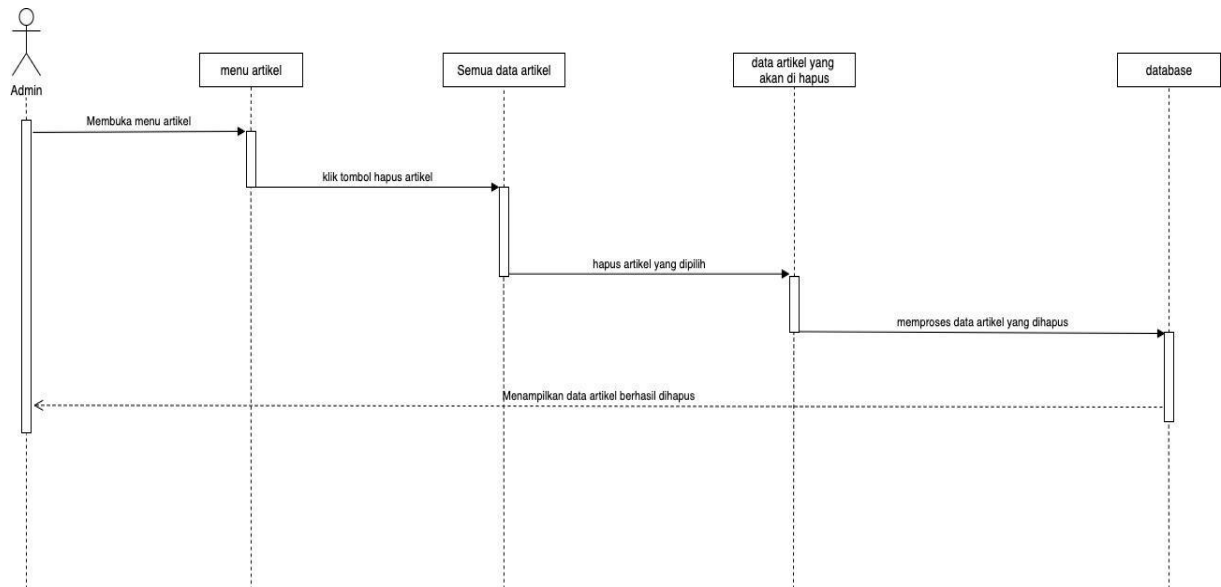 Admin
menu artikel
Semua data artikel
data artikel yang
akan di hapus
database
Membuka menu artikel
klik tombol hapus artikel
hapus artikel yang dipilih
memproses data artikel yang dihapus
Menampilkan data artikel berhasil dihapus